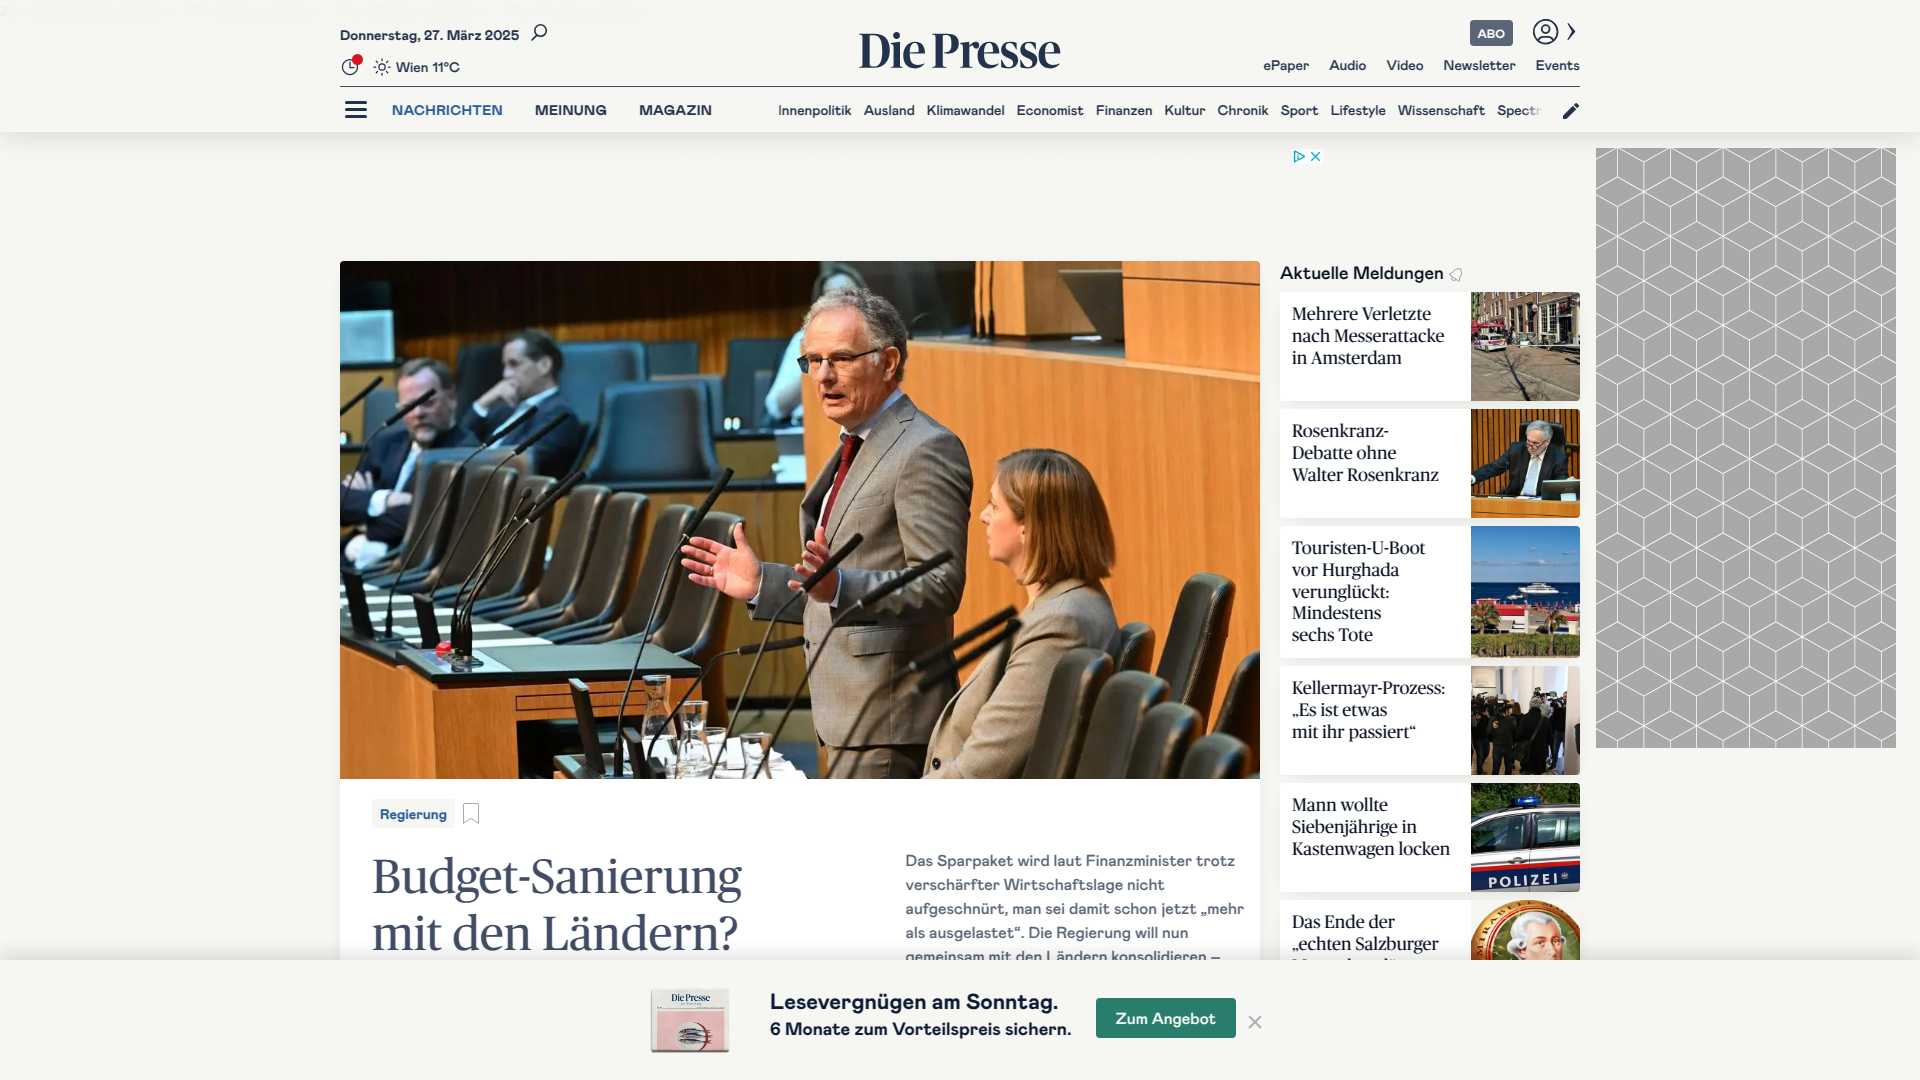 Donnerstag, 27. März 2025
Wien 11°C
Die Presse
ABO
ePaper Audio Video Newsletter Events
NACHRICHTEN MEINUNG MAGAZIN
Innenpolitik Ausland Klimawandel Economist Finanzen Kultur Chronik Sport Lifestyle Wissenschaft
Aktuelle Meldungen
Mehrere Verletzte
nach Messerattacke
in Amsterdam
Rosenkranz-
Debatte ohne
Walter Rosenkranz
Touristen-U-Boot
vor Hurghada
verunglückt:
Mindestens
sechs Tote
Kellermayr-Prozess:
„Es ist etwas
mit ihr passiert“
Mann wollte
Siebenjährige in
Kastenwagen locken
POLIZEI
Das Ende der
„echten Salzburger
MIRABELL
Regierung
Budget-Sanierung
mit den Ländern?
Das Sparpaket wird laut Finanzminister trotz
verschärfter Wirtschaftslage nicht
aufgeschnürt, man sei damit schon jetzt „mehr
als ausgelastet“. Die Regierung will nun
gemeinsam mit den Ländern konsolidieren –
Die Presse
Lesevergnügen am Sonntag.
6 Monate zum Vorteilspreis sichern.
Zum Angebot